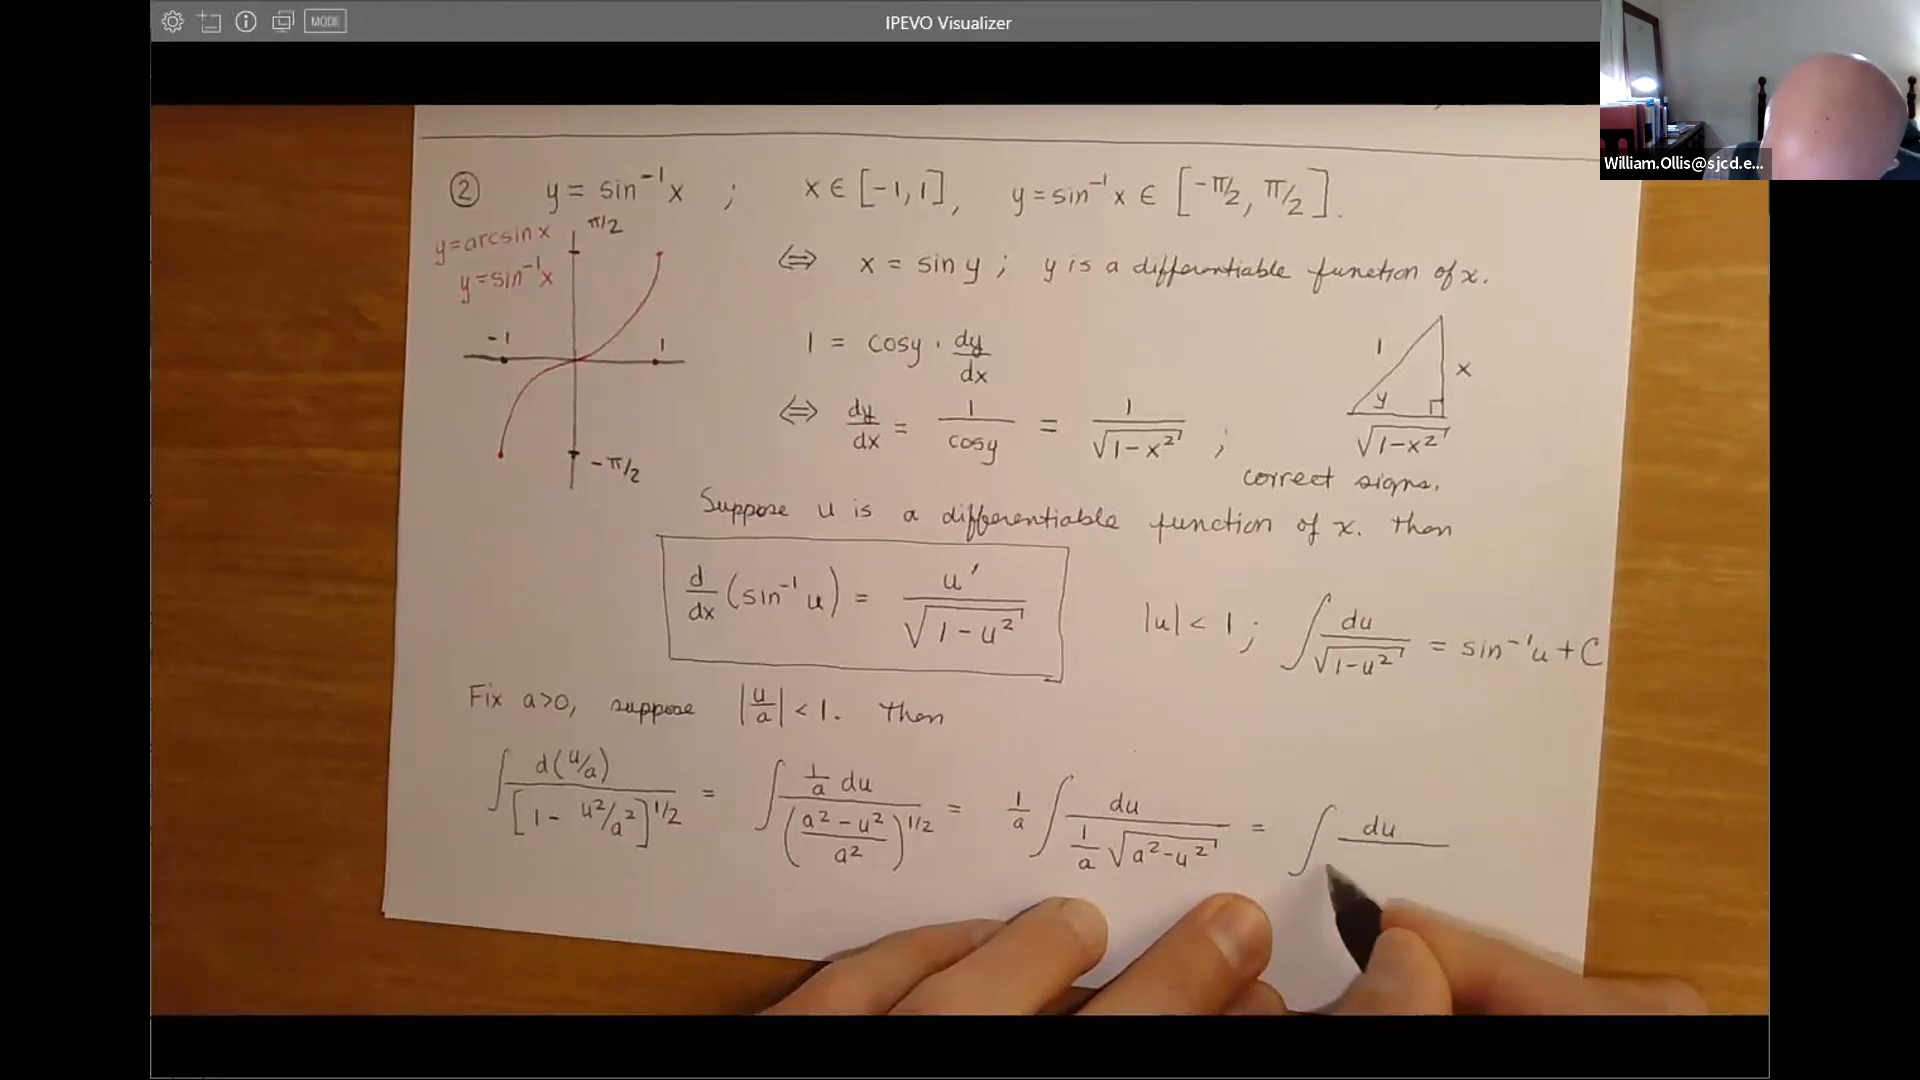 MODE
IPEVO Visualizer
William.Ollis@sjcd.e...
② y = sin⁻¹x ; x ∈ [-1, 1], y = sin⁻¹x ∈ [-π/2, π/2].
y = arcsin x
y = sin⁻¹x
π/2
-1
1
-π/2
⇔ x = sin y ; y is a differentiable function of x.
1 = cosy · dy/dx
⇔ dy/dx = 1/cosy = 1/√(1-x²) ;
1
x
y
√(1-x²)
correct signs.
Suppose u is a differentiable function of x. Then
d/dx (sin⁻¹ u) = u′/√(1-u²)
|u| < 1 ; ∫ du/√(1-u²) = sin⁻¹u + C
Fix a>0, suppose |u/a| < 1. Then
∫ d(u/a)/[1 - u²/a²]^1/2 = ∫ 1/a du/((a²-u²)/a²)^1/2 = 1/a ∫ du/(1/a √(a²-u²)) = ∫ du